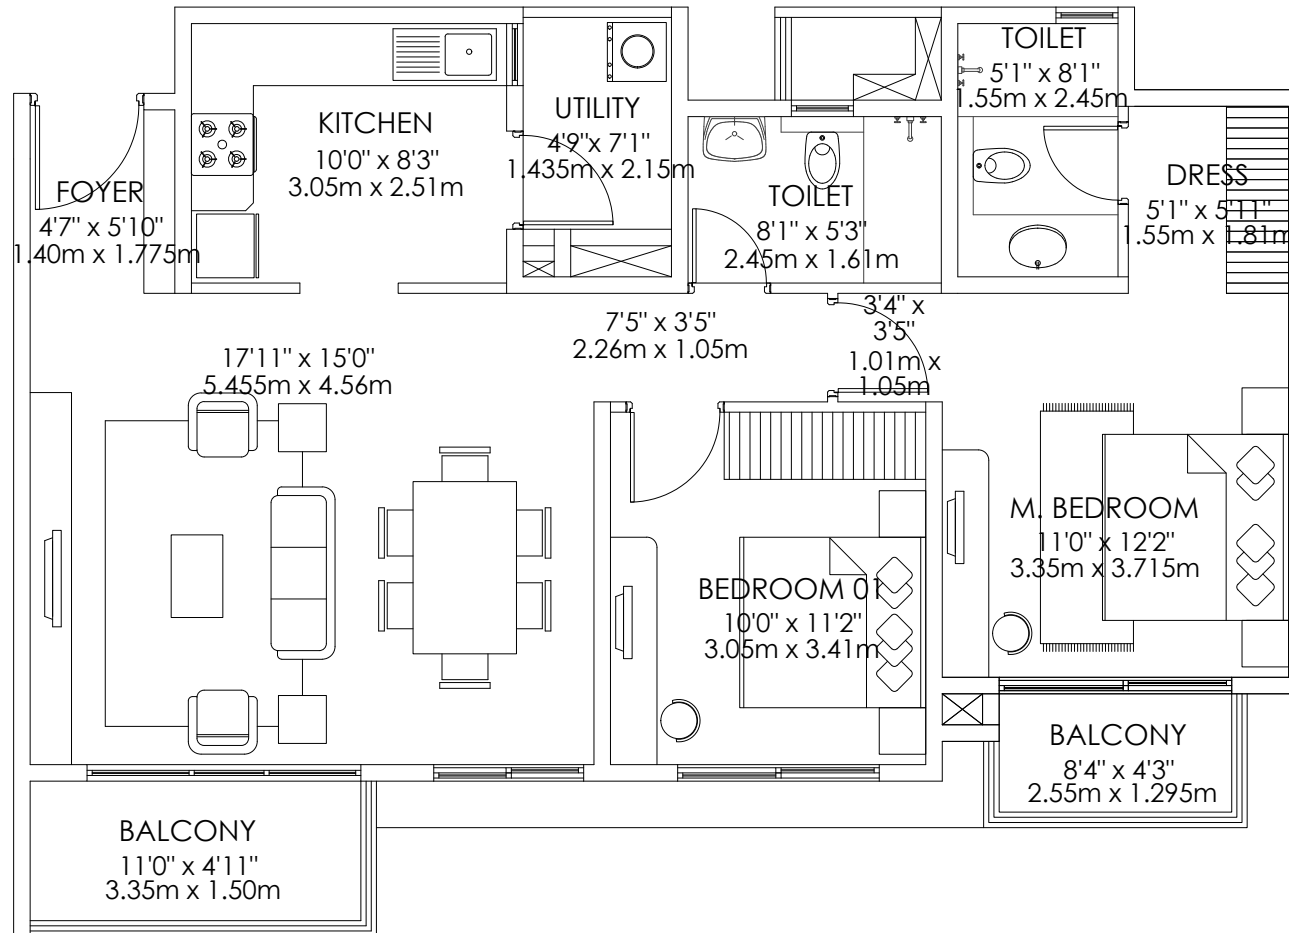 TOILET
5'1" x 8'1"
1.55m x 2.45m
KITCHEN
10'0" x 8'3"
3.05m x 2.51m
UTILITY
4'9"x 7'1"
1.435m x 2.15m
FOYER
4'7" x 5'10"
1.40m x 1.775m
TOILET
8'1" x 5'3"
2.45m x 1.61m
DRESS
5'1" x 5'11"
1.55m x 1.81m
7'5" x 3'5"
2.26m x 1.05m
3'4" x
3'5"
1.01m x
1.05m
17'11" x 15'0"
5.455m x 4.56m
M. BEDROOM
11'0" x 12'2"
3.35m x 3.715m
BEDROOM 01
10'0" x 11'2"
3.05m x 3.41m
BALCONY
8'4" x 4'3"
2.55m x 1.295m
BALCONY
11'0" x 4'11"
3.35m x 1.50m